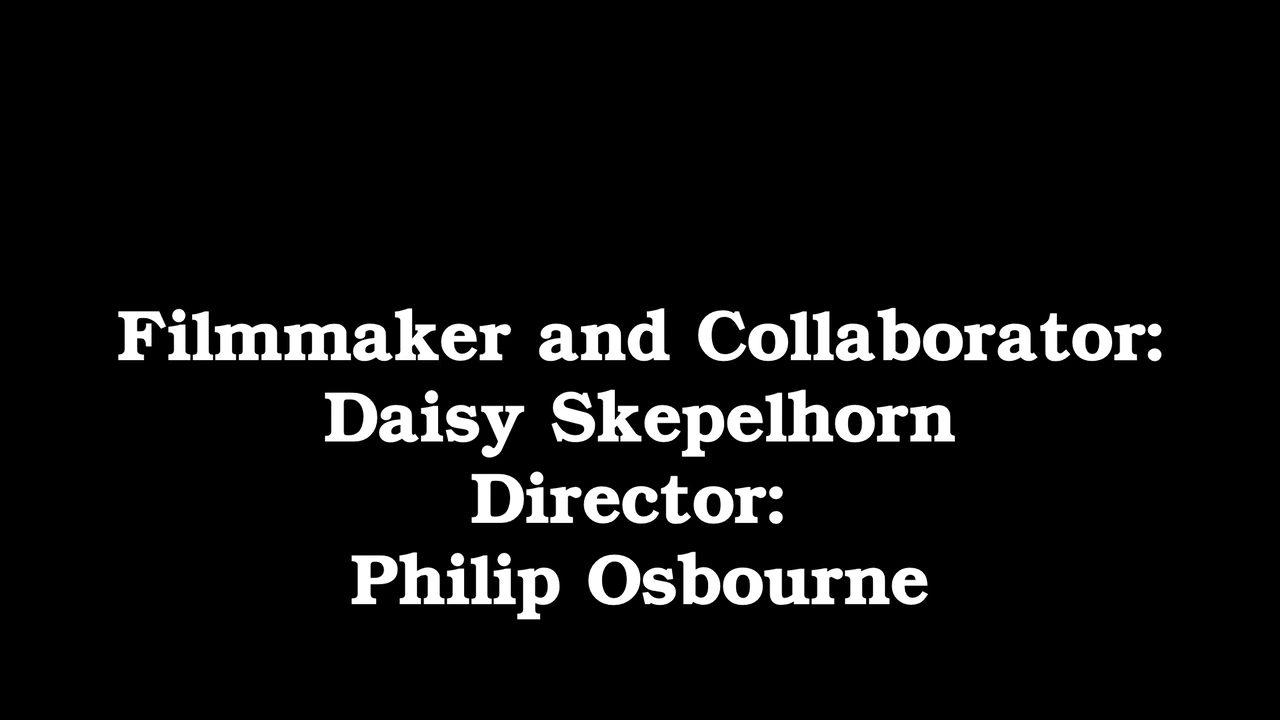 Filmmaker and Collaborator:
Daisy Skepelhorn
Director:
Philip Osbourne